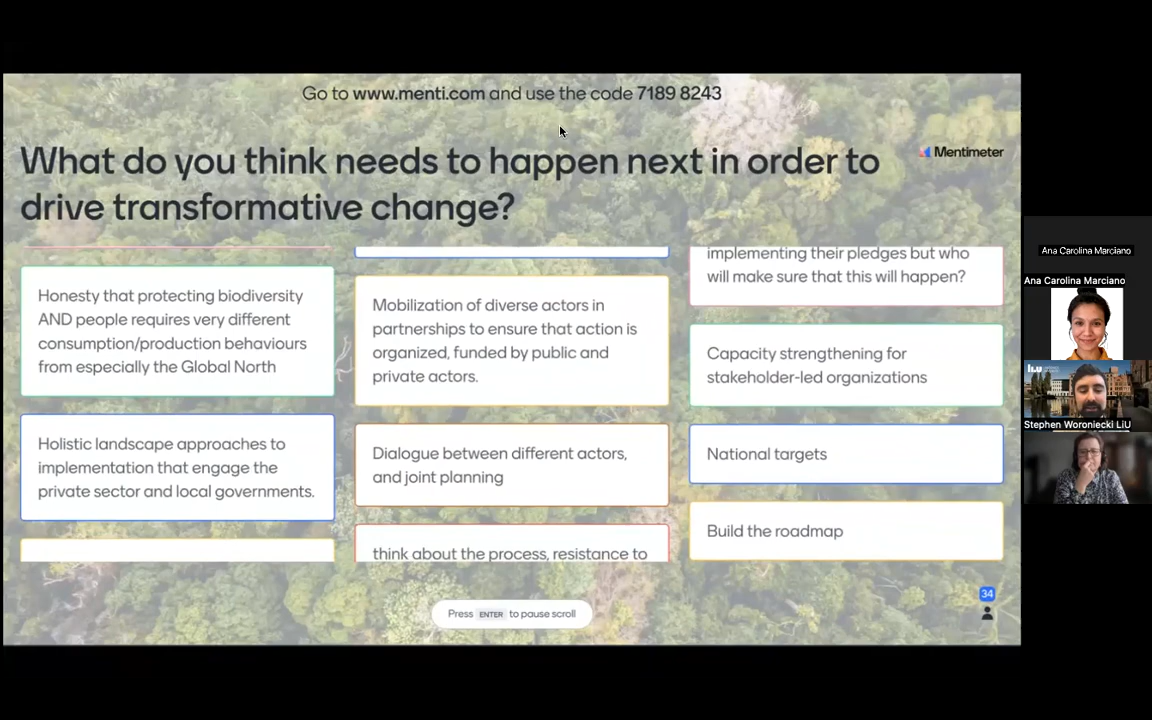 Go to www.menti.com and use the code 7189 8243
What do you think needs to happen next in order to
drive transformative change?
Mentimeter
Honesty that protecting biodiversity
AND people requires very different
consumption/production behaviours
from especially the Global North
Holistic landscape approaches to
implementation that engage the
private sector and local governments.
Mobilization of diverse actors in
partnerships to ensure that action is
organized, funded by public and
private actors.
Dialogue between different actors,
and joint planning
think about the process, resistance to
implementing their pledges but who
will make sure that this will happen?
Capacity strengthening for
stakeholder-led organizations
National targets
Build the roadmap
Press ENTER to pause scroll
34
Ana Carolina Marciano
Ana Carolina Marciano
LiU
Stephen Woroniecki LiU